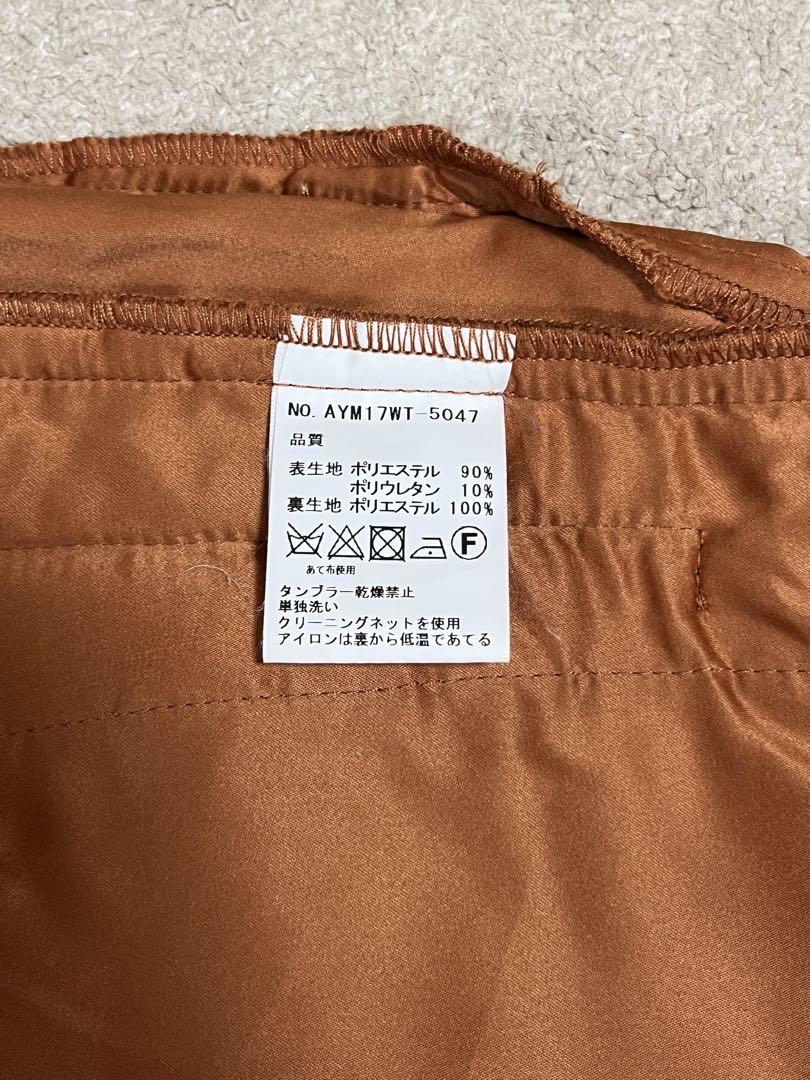 NO. AYM17WT-5047
品質
表生地 ポリエステル 90%
ポリウレタン 10%
裏生地 ポリエステル 100%
F
あて布使用
タンブラー乾燥禁止
単独洗い
クリーニングネットを使用
アイロンは裏から低温であてる